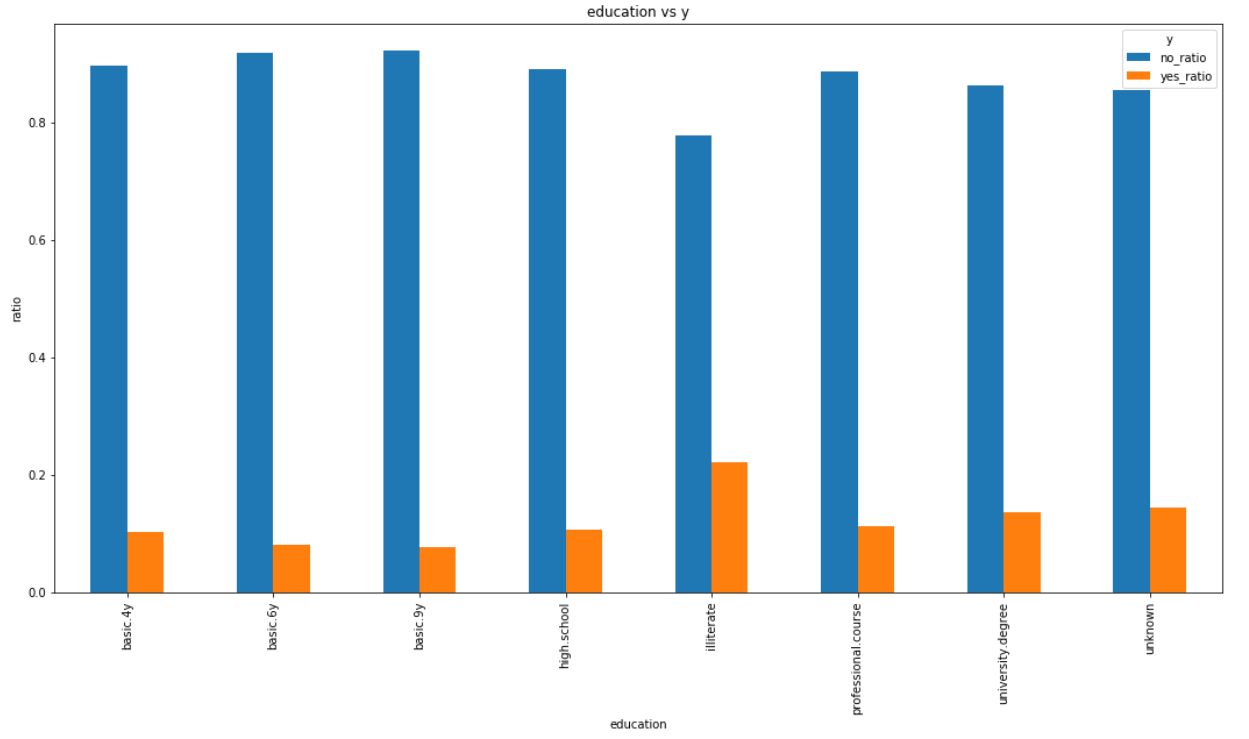 education vs y
y
no_ratio
yes_ratio
ratio
0.8
0.6
0.4
0.2
0.0
basic.4y
basic.6y
basic.9y
high.school
illiterate
professional.course
university.degree
unknown
education